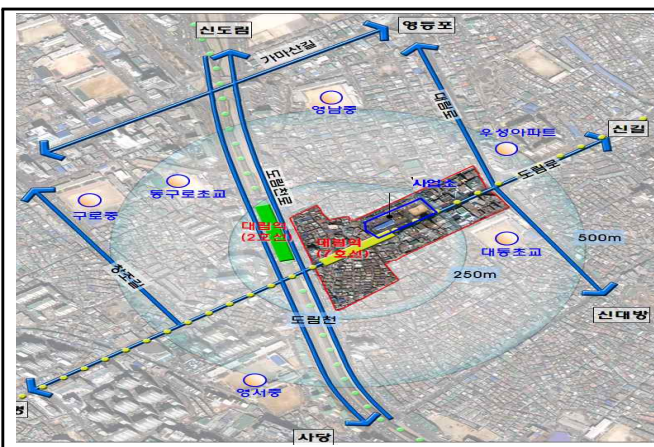 신도림
영등포
가마산길
영남중
대림로
우성아파트
신길
도림로
사업소
도림천로
동구로초교
구로중
대림역
(2호선)
대림역
(7호선)
대동초교
500m
250m
창조길
도림천
신대방
영서중
사당